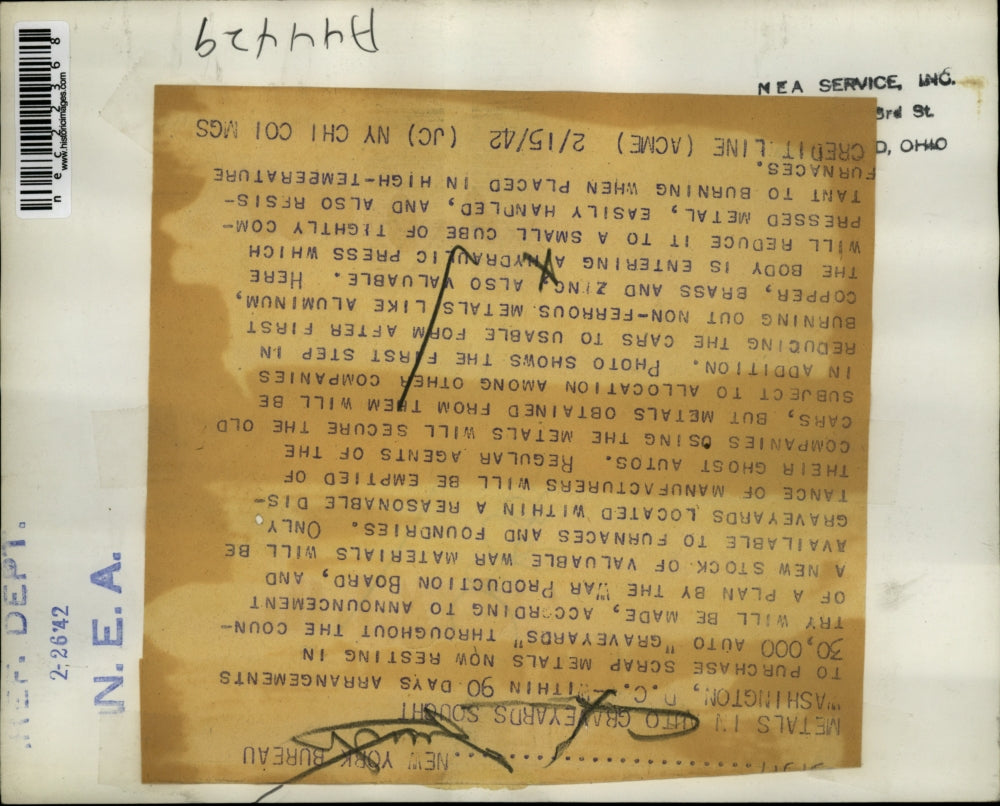 A44429
nec22368
www.historicimages.com
NEA SERVICE, INC.
3rd St.
D, OHIO
REF. DEPT.
2-26'42
N.E.A.
NEW YORK BUREAU
METALS IN AUTO GRAVEYARDS SOUGHT
WASHINGTON, D.C.--WITHIN 90 DAYS ARRANGEMENTS
TO PURCHASE SCRAP METALS NOW RESTING IN
30,000 AUTO "GRAVEYARDS" THROUGHOUT THE COUN-
TRY WILL BE MADE, ACCORDING TO ANNOUNCEMENT
OF A PLAN BY THE WAR PRODUCTION BOARD, AND
A NEW STOCK OF VALUABLE WAR MATERIALS WILL BE
AVAILABLE TO FURNACES AND FOUNDRIES. ONLY
GRAVEYARDS LOCATED WITHIN A REASONABLE DIS-
TANCE OF MANUFACTURERS WILL BE EMPTIED OF
THEIR GHOST AUTOS. REGULAR AGENTS OF THE
COMPANIES USING THE METALS WILL SECURE THE OLD
CARS, BUT METALS OBTAINED FROM THEM WILL BE
SUBJECT TO ALLOCATION AMONG OTHER COMPANIES
IN ADDITION. PHOTO SHOWS THE FIRST STEP IN
REDUCING THE CARS TO USABLE FORM AFTER FIRST
BURNING OUT NON-FERROUS METALS LIKE ALUMINUM,
COPPER, BRASS AND ZINC, ALSO VALUABLE. HERE
THE BODY IS ENTERING A HYDRAULIC PRESS WHICH
WILL REDUCE IT TO A SMALL CUBE OF TIGHTLY COM-
PRESSED METAL, EASILY HANDLED, AND ALSO RESIS-
TANT TO BURNING WHEN PLACED IN HIGH-TEMPERATURE
FURNACES.
CREDIT LINE (ACME) 2/15/42 (JC) NY CHI COI MGS